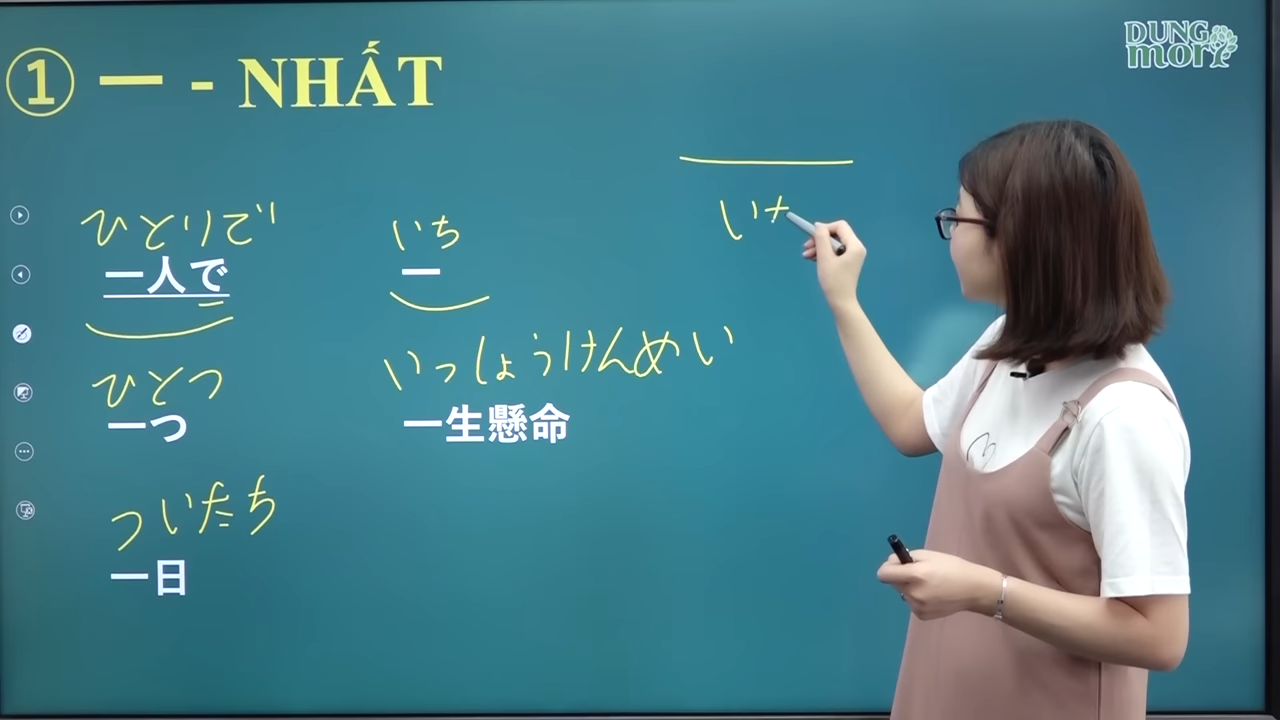 ① 一 - NHẤT
DUNG
mori
ひとりで
一人で
ひとつ
一つ
ついたち
一日
いち
一
いっしょうけんめい
一生懸命
一
い